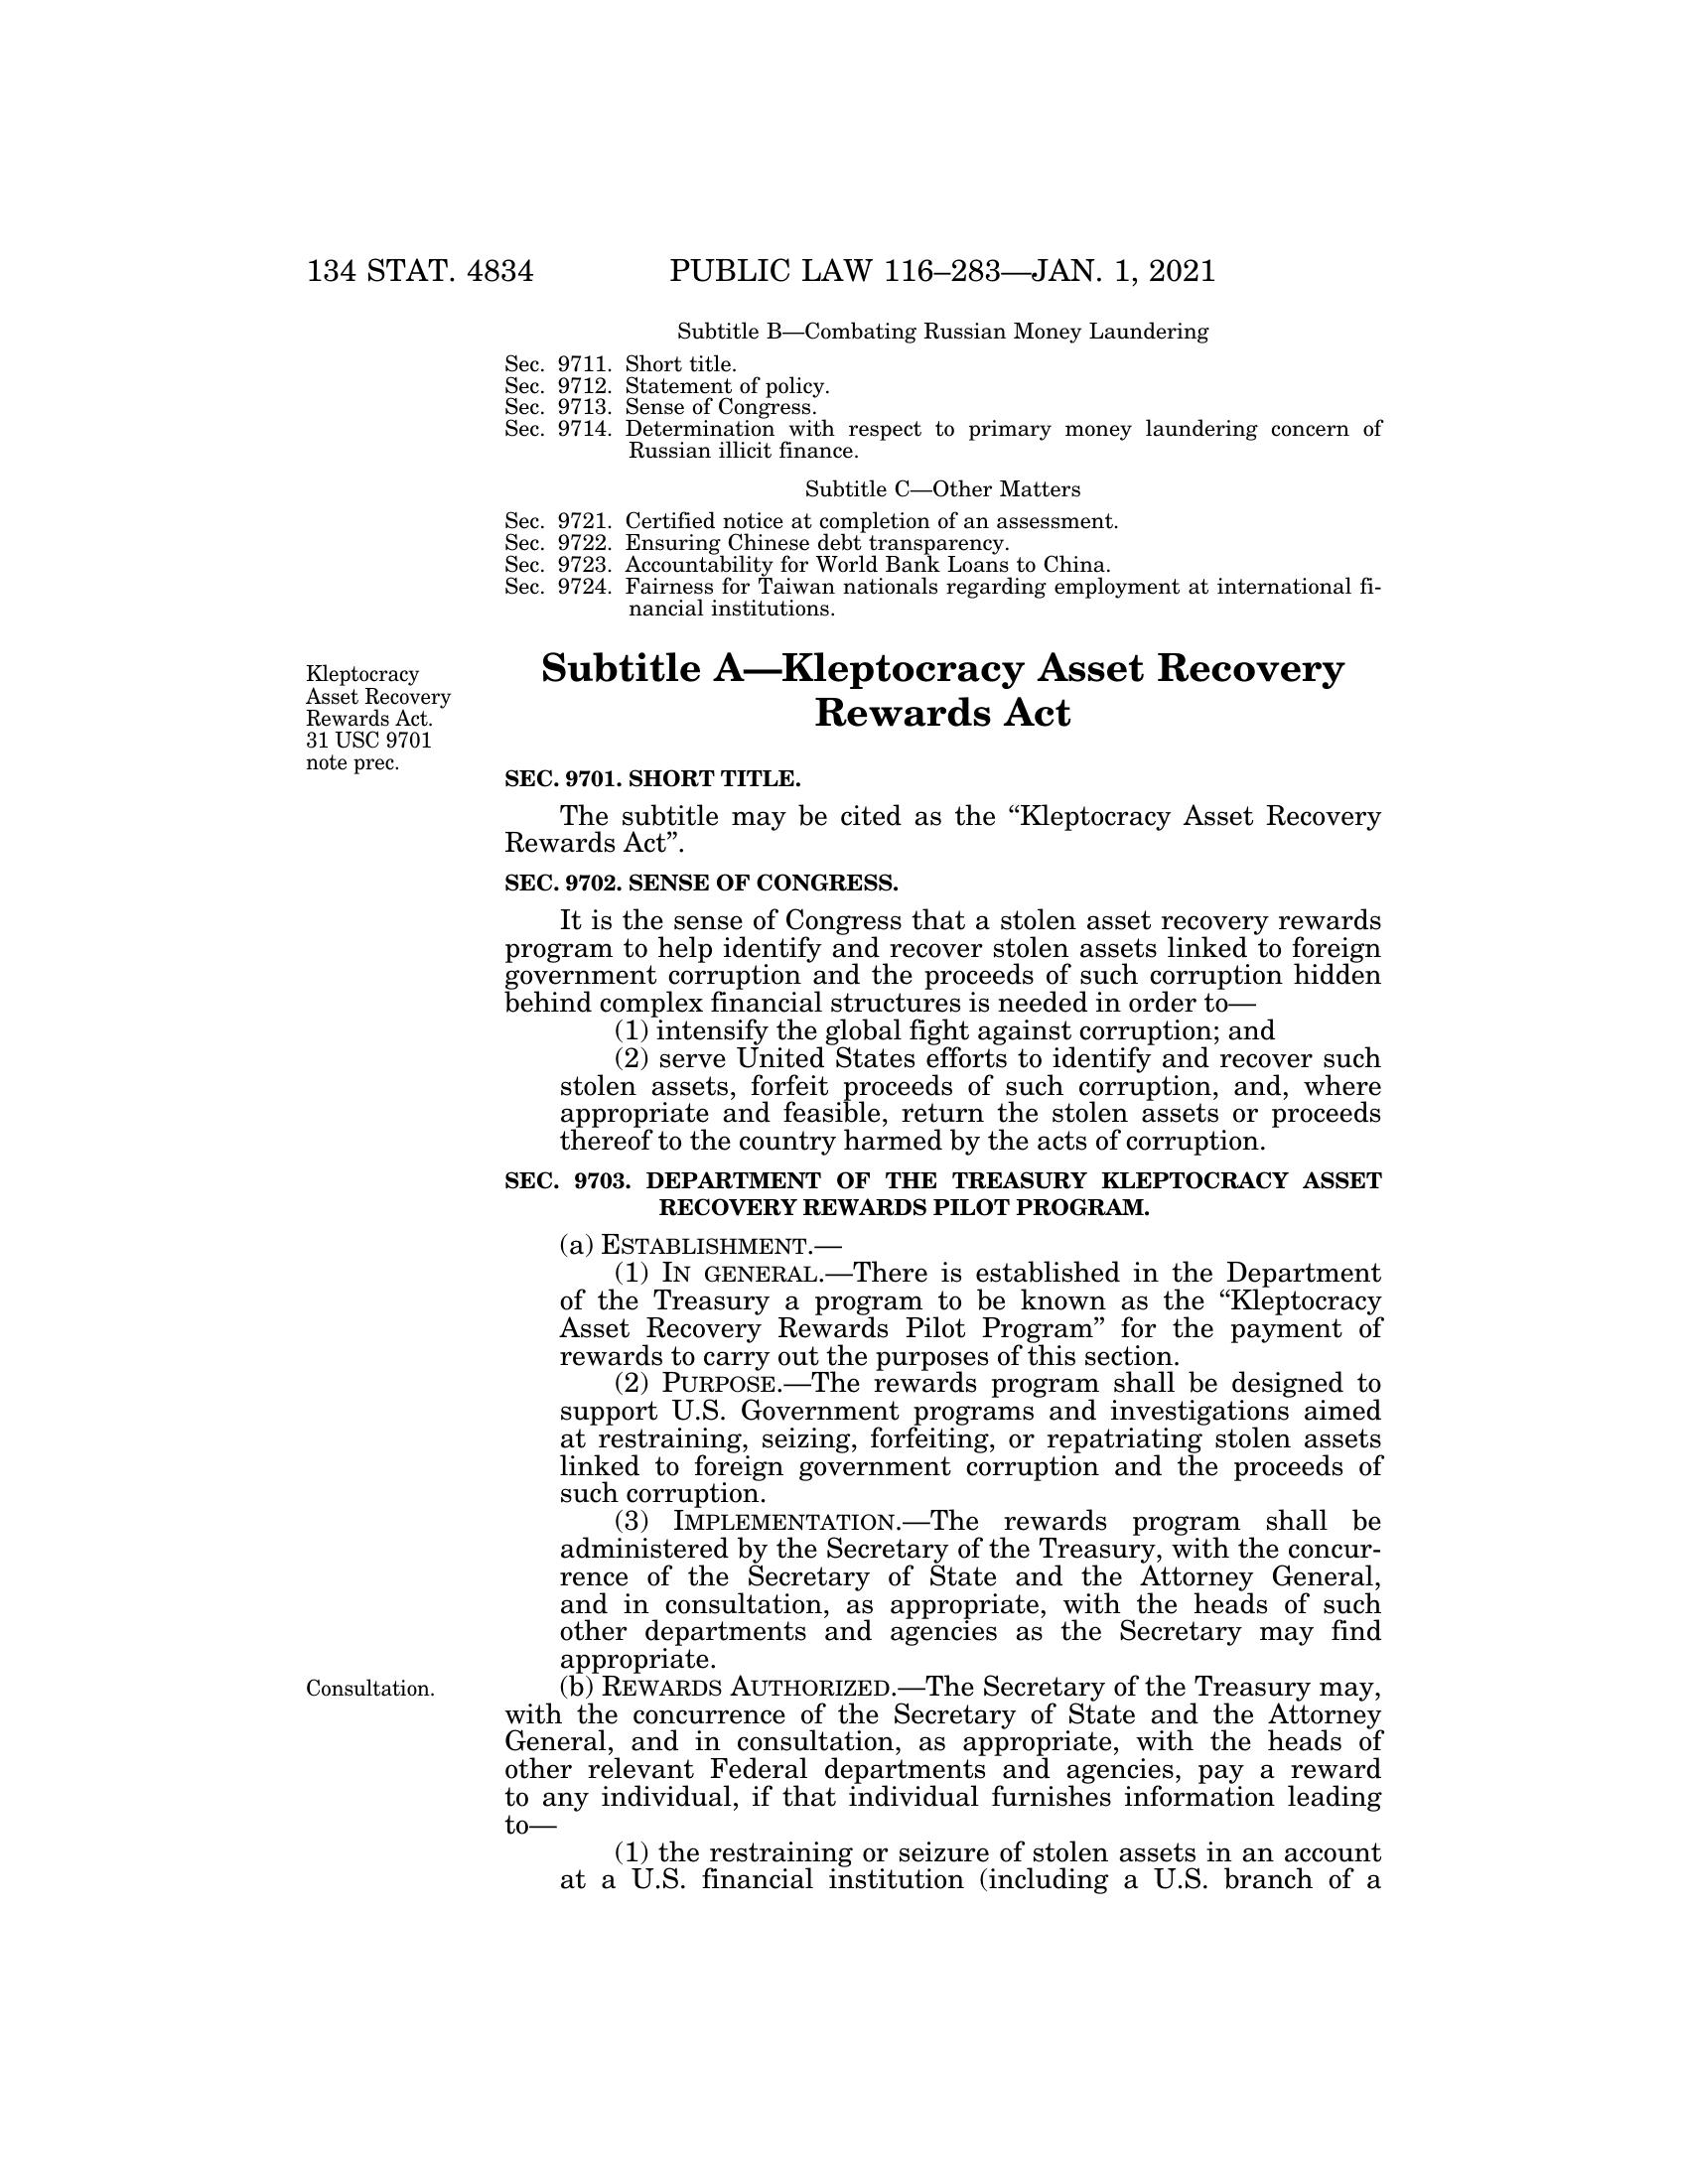 134 STAT. 4834
PUBLIC LAW 116–283—JAN. 1, 2021
Subtitle B—Combating Russian Money Laundering
Sec. 9711. Short title.
Sec. 9712. Statement of policy.
Sec. 9713. Sense of Congress.
Sec. 9714. Determination with respect to primary money laundering concern of
Russian illicit finance.
Subtitle C—Other Matters
Sec. 9721. Certified notice at completion of an assessment.
Sec. 9722. Ensuring Chinese debt transparency.
Sec. 9723. Accountability for World Bank Loans to China.
Sec. 9724. Fairness for Taiwan nationals regarding employment at international fi-
nancial institutions.
Kleptocracy
Asset Recovery
Rewards Act.
31 USC 9701
note prec.
Subtitle A—Kleptocracy Asset Recovery
Rewards Act
SEC. 9701. SHORT TITLE.
The subtitle may be cited as the “Kleptocracy Asset Recovery
Rewards Act”.
SEC. 9702. SENSE OF CONGRESS.
It is the sense of Congress that a stolen asset recovery rewards
program to help identify and recover stolen assets linked to foreign
government corruption and the proceeds of such corruption hidden
behind complex financial structures is needed in order to—
(1) intensify the global fight against corruption; and
(2) serve United States efforts to identify and recover such
stolen assets, forfeit proceeds of such corruption, and, where
appropriate and feasible, return the stolen assets or proceeds
thereof to the country harmed by the acts of corruption.
SEC. 9703. DEPARTMENT OF THE TREASURY KLEPTOCRACY ASSET
RECOVERY REWARDS PILOT PROGRAM.
(a) ESTABLISHMENT.—
(1) IN GENERAL.—There is established in the Department
of the Treasury a program to be known as the “Kleptocracy
Asset Recovery Rewards Pilot Program” for the payment of
rewards to carry out the purposes of this section.
(2) PURPOSE.—The rewards program shall be designed to
support U.S. Government programs and investigations aimed
at restraining, seizing, forfeiting, or repatriating stolen assets
linked to foreign government corruption and the proceeds of
such corruption.
(3) IMPLEMENTATION.—The rewards program shall be
administered by the Secretary of the Treasury, with the concur-
rence of the Secretary of State and the Attorney General,
and in consultation, as appropriate, with the heads of such
other departments and agencies as the Secretary may find
appropriate.
Consultation.
(b) REWARDS AUTHORIZED.—The Secretary of the Treasury may,
with the concurrence of the Secretary of State and the Attorney
General, and in consultation, as appropriate, with the heads of
other relevant Federal departments and agencies, pay a reward
to any individual, if that individual furnishes information leading
to—
(1) the restraining or seizure of stolen assets in an account
at a U.S. financial institution (including a U.S. branch of a